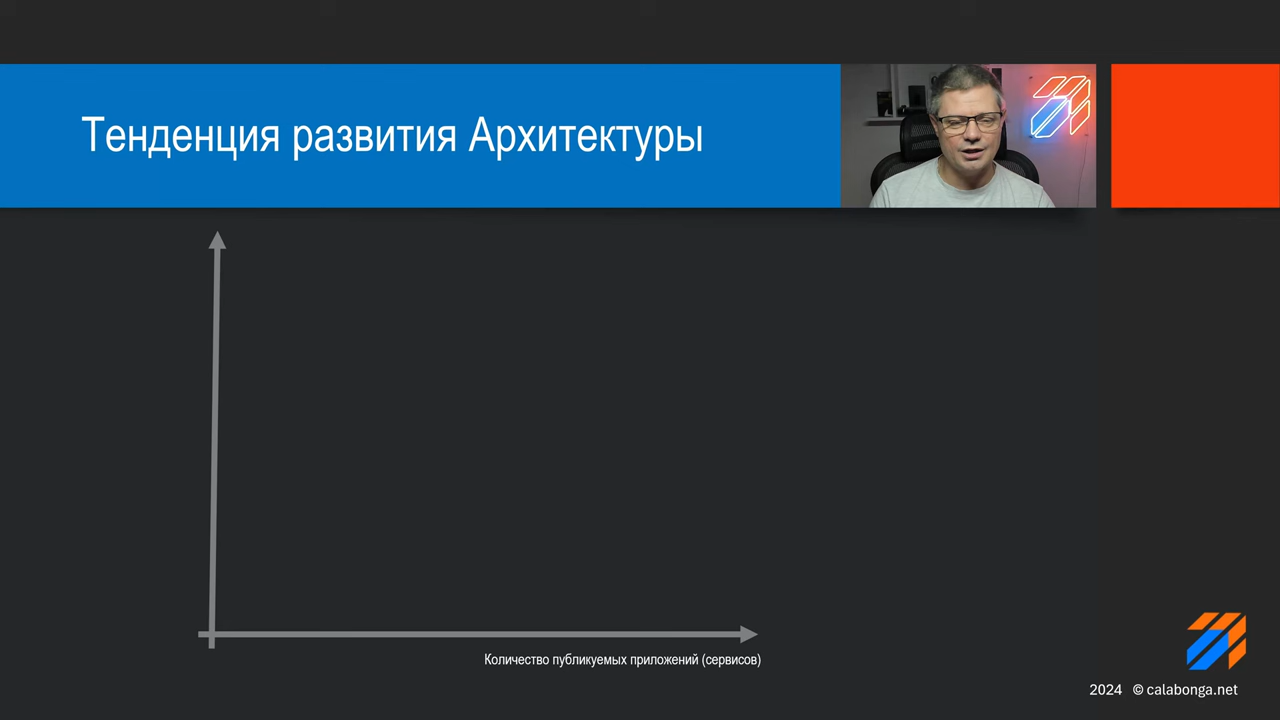 Тенденция развития Архитектуры
Количество публикуемых приложений (сервисов)
2024 © calabonga.net